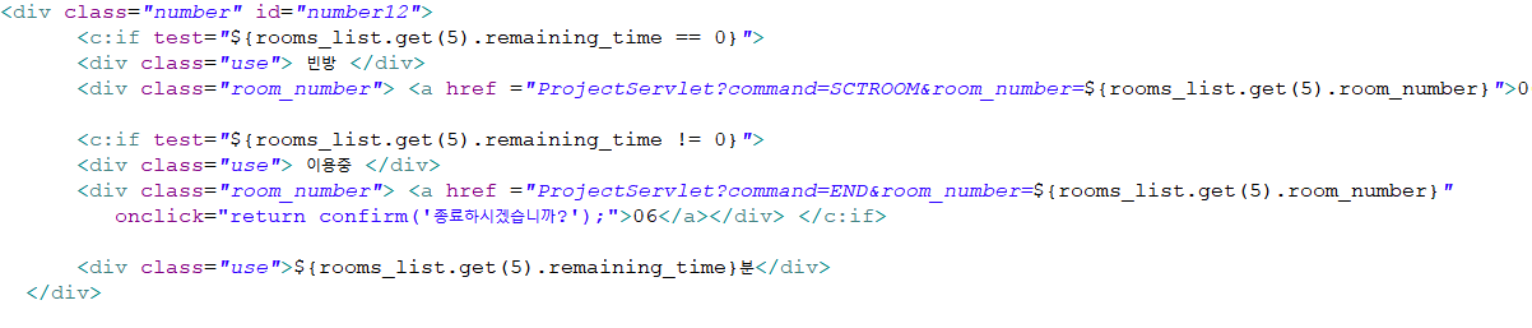 <div class="number" id="number12">
<c:if test="${rooms_list.get(5).remaining_time == 0}">
<div class="use"> 빈방 </div>
<div class="room_number"> <a href ="ProjectServlet?command=SCTROOM&room_number=${rooms_list.get(5).room_number}">0
<c:if test="${rooms_list.get(5).remaining_time != 0}">
<div class="use"> 이용중 </div>
<div class="room_number"> <a href ="ProjectServlet?command=END&room_number=${rooms_list.get(5).room_number}"
onclick="return confirm('종료하시겠습니까?');">06</a></div> </c:if>
<div class="use">${rooms_list.get(5).remaining_time}분</div>
</div>